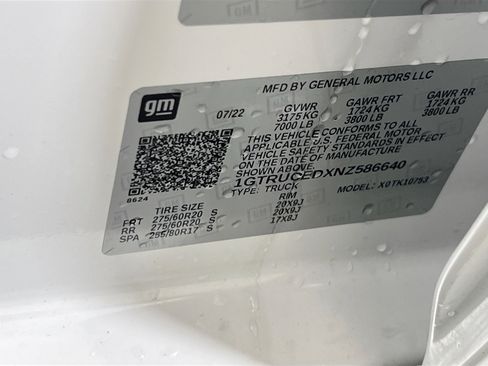 GM
MFD BY GENERAL MOTORS LLC
gm
07/22 GVWR GAWR FRT GAWR RR
3175 KG 1724 KG 1724 KG
7000 LB 3800 LB 3800 LB
THIS VEHICLE CONFORMS TO ALL
APPLICABLE U.S. FEDERAL MOTOR
VEHICLE SAFETY STANDARDS IN EFFECT
ON THE DATE OF MANUFACTURE
SHOWN ABOVE.
1GTRUCEDXNZ586640
TYPE: TRUCK MODEL: X0TK10753
8624
TIRE SIZE RIM
FRT 275/60R20 S 20X9J
RR 275/60R20 S 20X9J
SPA 255/80R17 S 17X8J